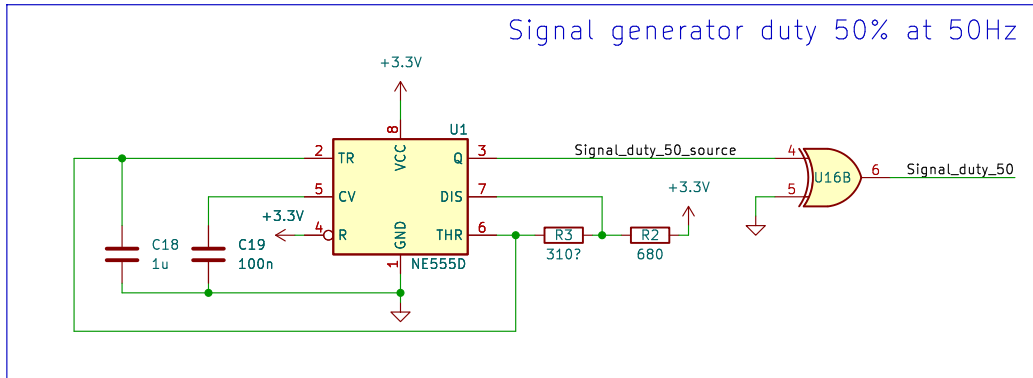 Signal generator duty 50% at 50Hz
+3.3V
U1
8
VCC
2
TR
Q
3
Signal_duty_50_source
4
U16B
6
Signal_duty_50
5
5
CV
DIS
7
+3.3V
+3.3V
4
R
GND
THR
6
R3
310?
R2
680
1
NE555D
C18
1u
C19
100n